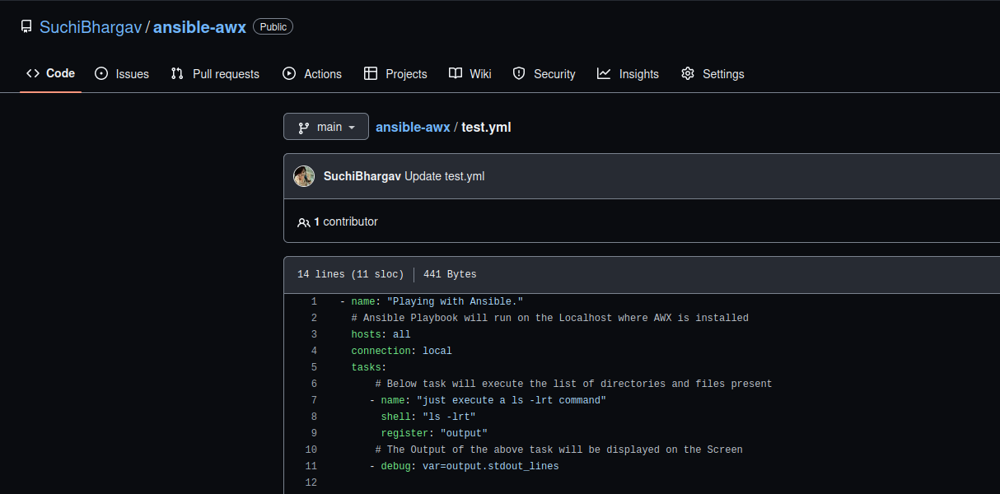 SuchiBhargav / ansible-awx Public
Code Issues Pull requests Actions Projects Wiki Security Insights Settings
main ansible-awx / test.yml
SuchiBhargav Update test.yml
1 contributor
14 lines (11 sloc) 441 Bytes
1 - name: "Playing with Ansible."
2 # Ansible Playbook will run on the Localhost where AWX is installed
3 hosts: all
4 connection: local
5 tasks:
6 # Below task will execute the list of directories and files present
7 - name: "just execute a ls -lrt command"
8 shell: "ls -lrt"
9 register: "output"
10 # The Output of the above task will be displayed on the Screen
11 - debug: var=output.stdout_lines
12